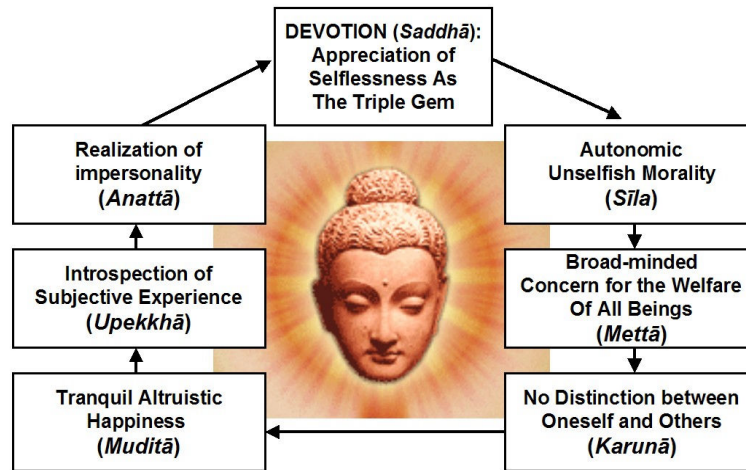 DEVOTION (Saddhā):
Appreciation of
Selflessness As
The Triple Gem
Autonomic
Unselfish Morality
(Sīla)
Broad-minded
Concern for the Welfare
Of All Beings
(Mettā)
No Distinction between
Oneself and Others
(Karunā)
Tranquil Altruistic
Happiness
(Muditā)
Introspection of
Subjective Experience
(Upekkhā)
Realization of
impersonality
(Anattā)